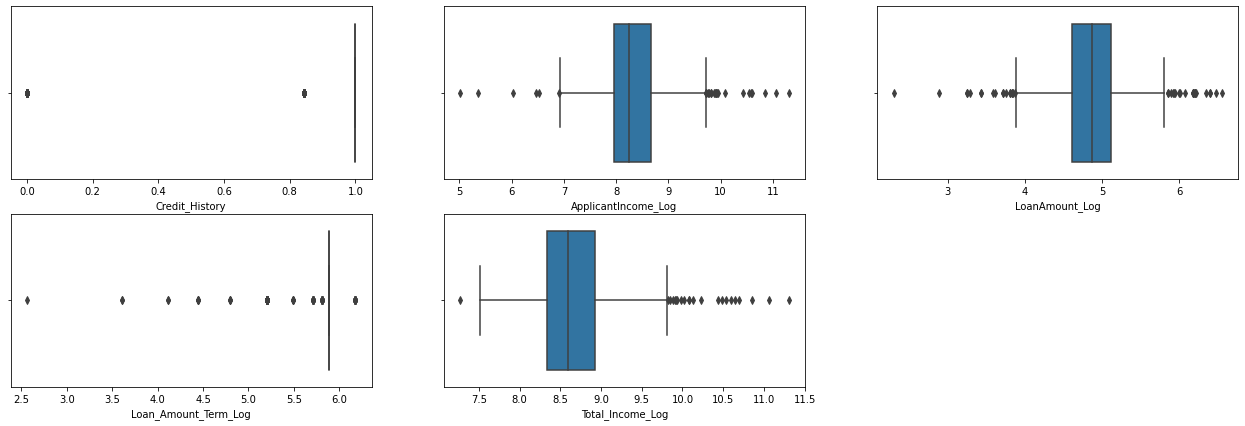 0.0 0.2 0.4 0.6 0.8 1.0
Credit_History
5 6 7 8 9 10 11
ApplicantIncome_Log
3 4 5 6
LoanAmount_Log
2.5 3.0 3.5 4.0 4.5 5.0 5.5 6.0
Loan_Amount_Term_Log
7.5 8.0 8.5 9.0 9.5 10.0 10.5 11.0 11.5
Total_Income_Log